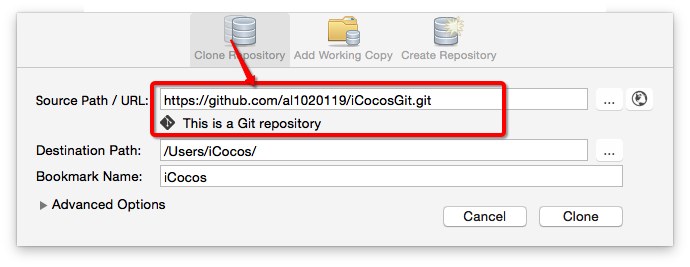 Clone Repository Add Working Copy Create Repository
Source Path / URL: https://github.com/al1020119/iCocosGit.git ...
This is a Git repository
Destination Path: /Users/iCocos/ ...
Bookmark Name: iCocos
Advanced Options
Cancel Clone